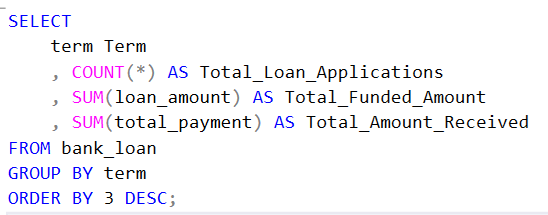 SELECT
    term Term
    , COUNT(*) AS Total_Loan_Applications
    , SUM(loan_amount) AS Total_Funded_Amount
    , SUM(total_payment) AS Total_Amount_Received
FROM bank_loan
GROUP BY term
ORDER BY 3 DESC;